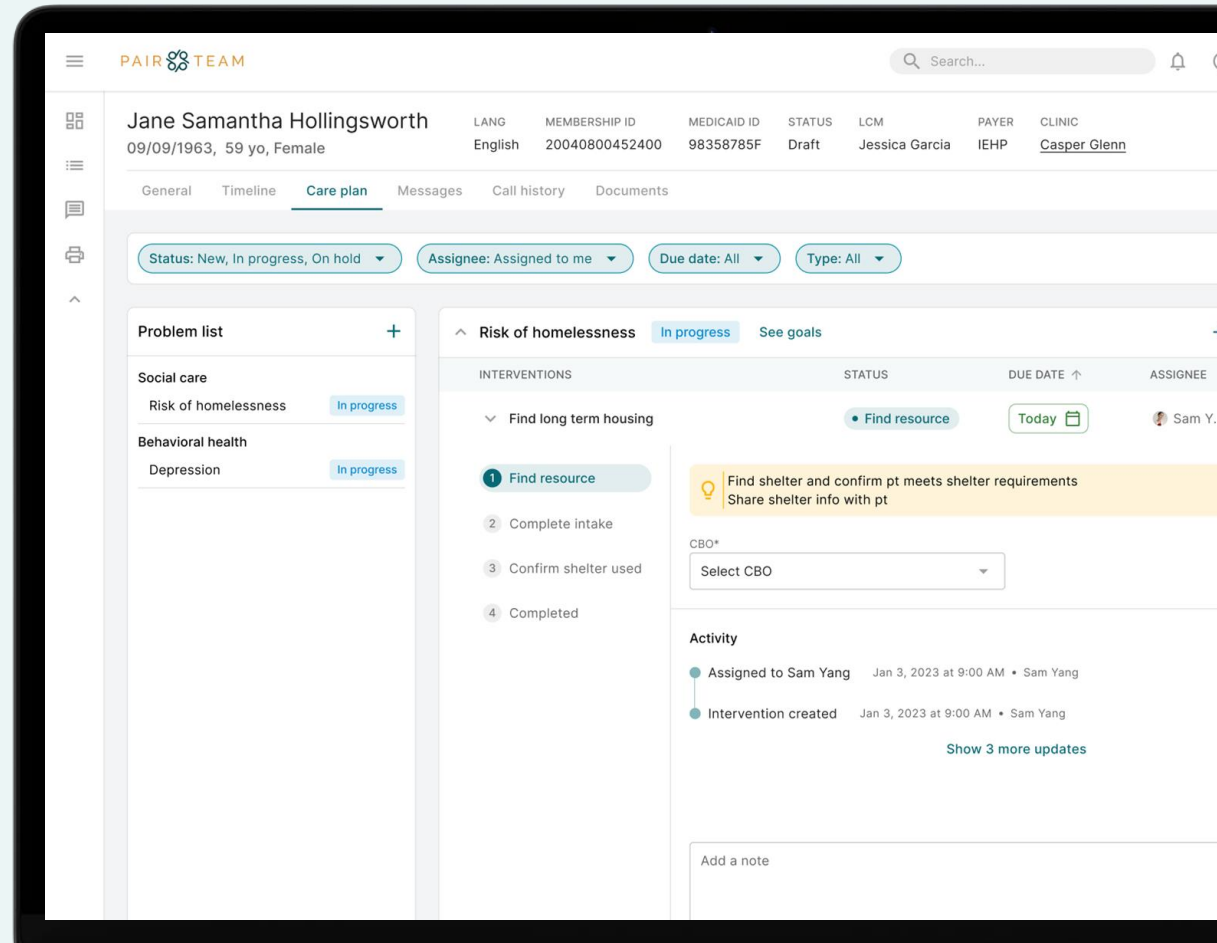 PAIR TEAM
Search...
Jane Samantha Hollingsworth
09/09/1963, 59 yo, Female
LANG MEMBERSHIP ID MEDICAID ID STATUS LCM PAYER CLINIC
English 20040800452400 98358785F Draft Jessica Garcia IEHP Casper Glenn
General Timeline Care plan Messages Call history Documents
Status: New, In progress, On hold Assignee: Assigned to me Due date: All Type: All
Problem list
Social care
Risk of homelessness In progress
Behavioral health
Depression In progress
Risk of homelessness In progress See goals
INTERVENTIONS STATUS DUE DATE ASSIGNEE
Find long term housing • Find resource Today Sam Y.
1 Find resource
2 Complete intake
3 Confirm shelter used
4 Completed
Find shelter and confirm pt meets shelter requirements
Share shelter info with pt
CBO*
Select CBO
Activity
Assigned to Sam Yang Jan 3, 2023 at 9:00 AM • Sam Yang
Intervention created Jan 3, 2023 at 9:00 AM • Sam Yang
Show 3 more updates
Add a note